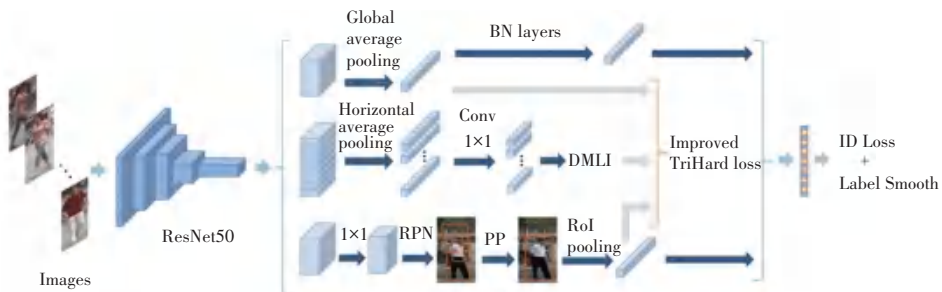 Global
average
pooling
BN layers
Horizontal
average
pooling
Conv
1×1
DMLI
Improved
TriHard loss
ID Loss
+
Label Smooth
ResNet50
Images
1×1
RPN
PP
RoI
pooling